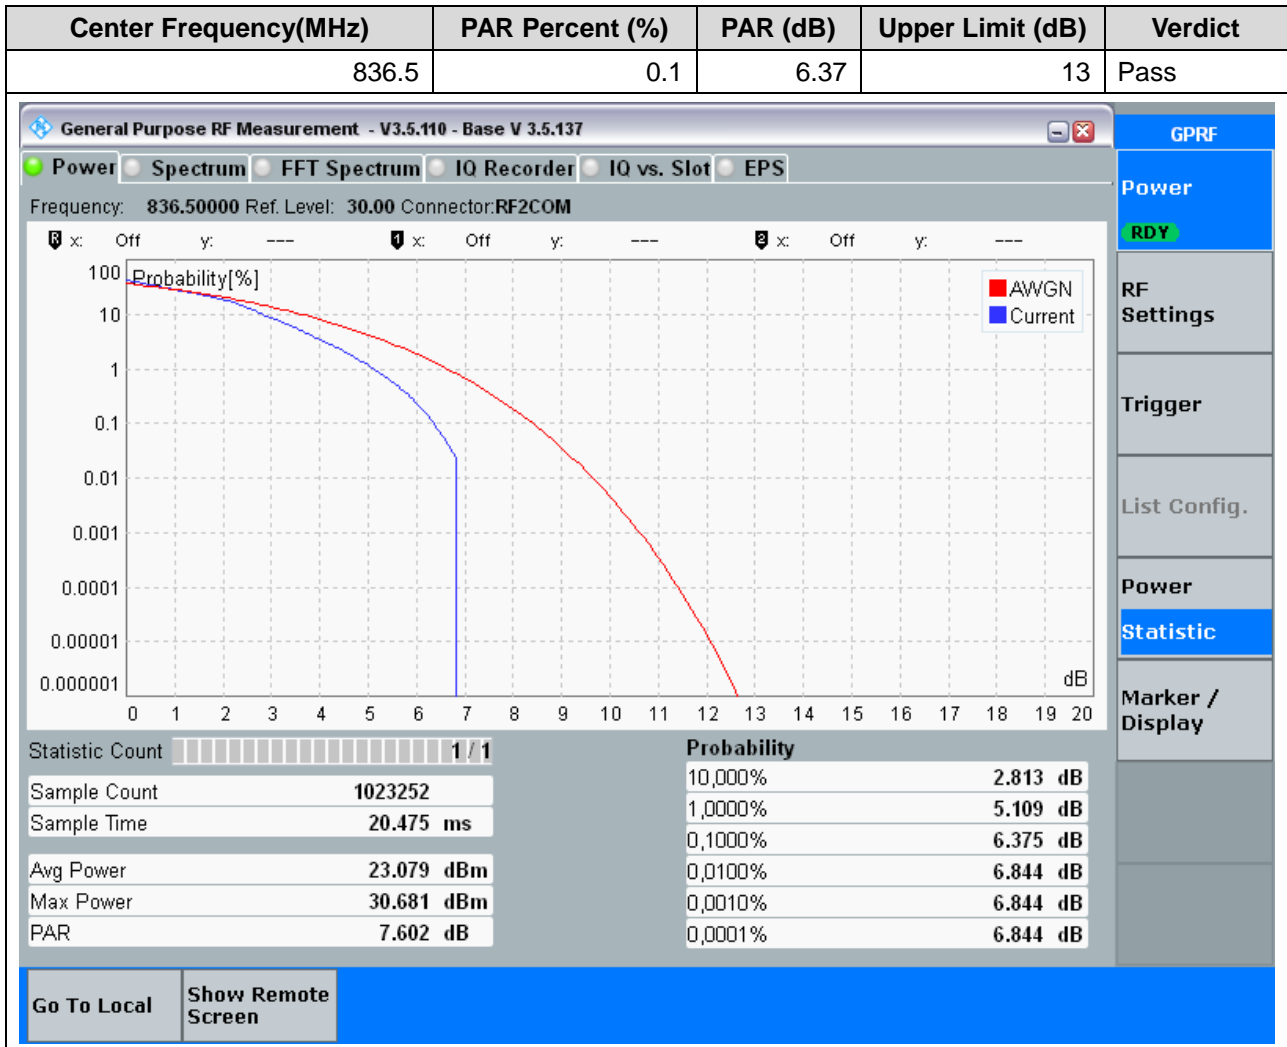 Center Frequency(MHz) PAR Percent (%) PAR (dB) Upper Limit (dB) Verdict
836.5 0.1 6.37 13 Pass
General Purpose RF Measurement - V3.5.110 - Base V 3.5.137
GPRF
Power Spectrum FFT Spectrum IQ Recorder IQ vs. Slot EPS
Frequency: 836.50000 Ref. Level: 30.00 Connector:RF2COM
R x: Off y: --- 1 x: Off y: --- 2 x: Off y: ---
Probability[%]
100
10
1
0.1
0.01
0.001
0.0001
0.00001
0.000001
AWGN
Current
dB
0 1 2 3 4 5 6 7 8 9 10 11 12 13 14 15 16 17 18 19 20
Statistic Count 1 / 1
Sample Count 1023252
Sample Time 20.475 ms
Avg Power 23.079 dBm
Max Power 30.681 dBm
PAR 7.602 dB
Probability
10,000% 2.813 dB
1,0000% 5.109 dB
0,1000% 6.375 dB
0,0100% 6.844 dB
0,0010% 6.844 dB
0,0001% 6.844 dB
Power
RDY
RF
Settings
Trigger
List Config.
Power
Statistic
Marker /
Display
Go To Local
Show Remote
Screen